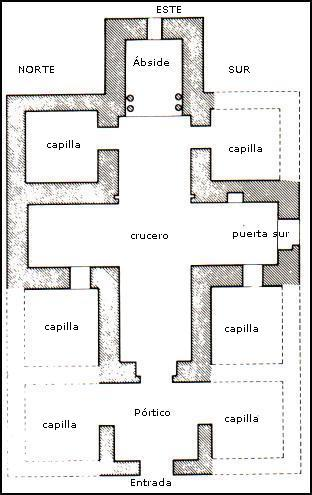 ESTE
NORTE
Ábside
SUR
capilla
capilla
crucero
puerta sur
capilla
capilla
capilla
Pórtico
capilla
Entrada